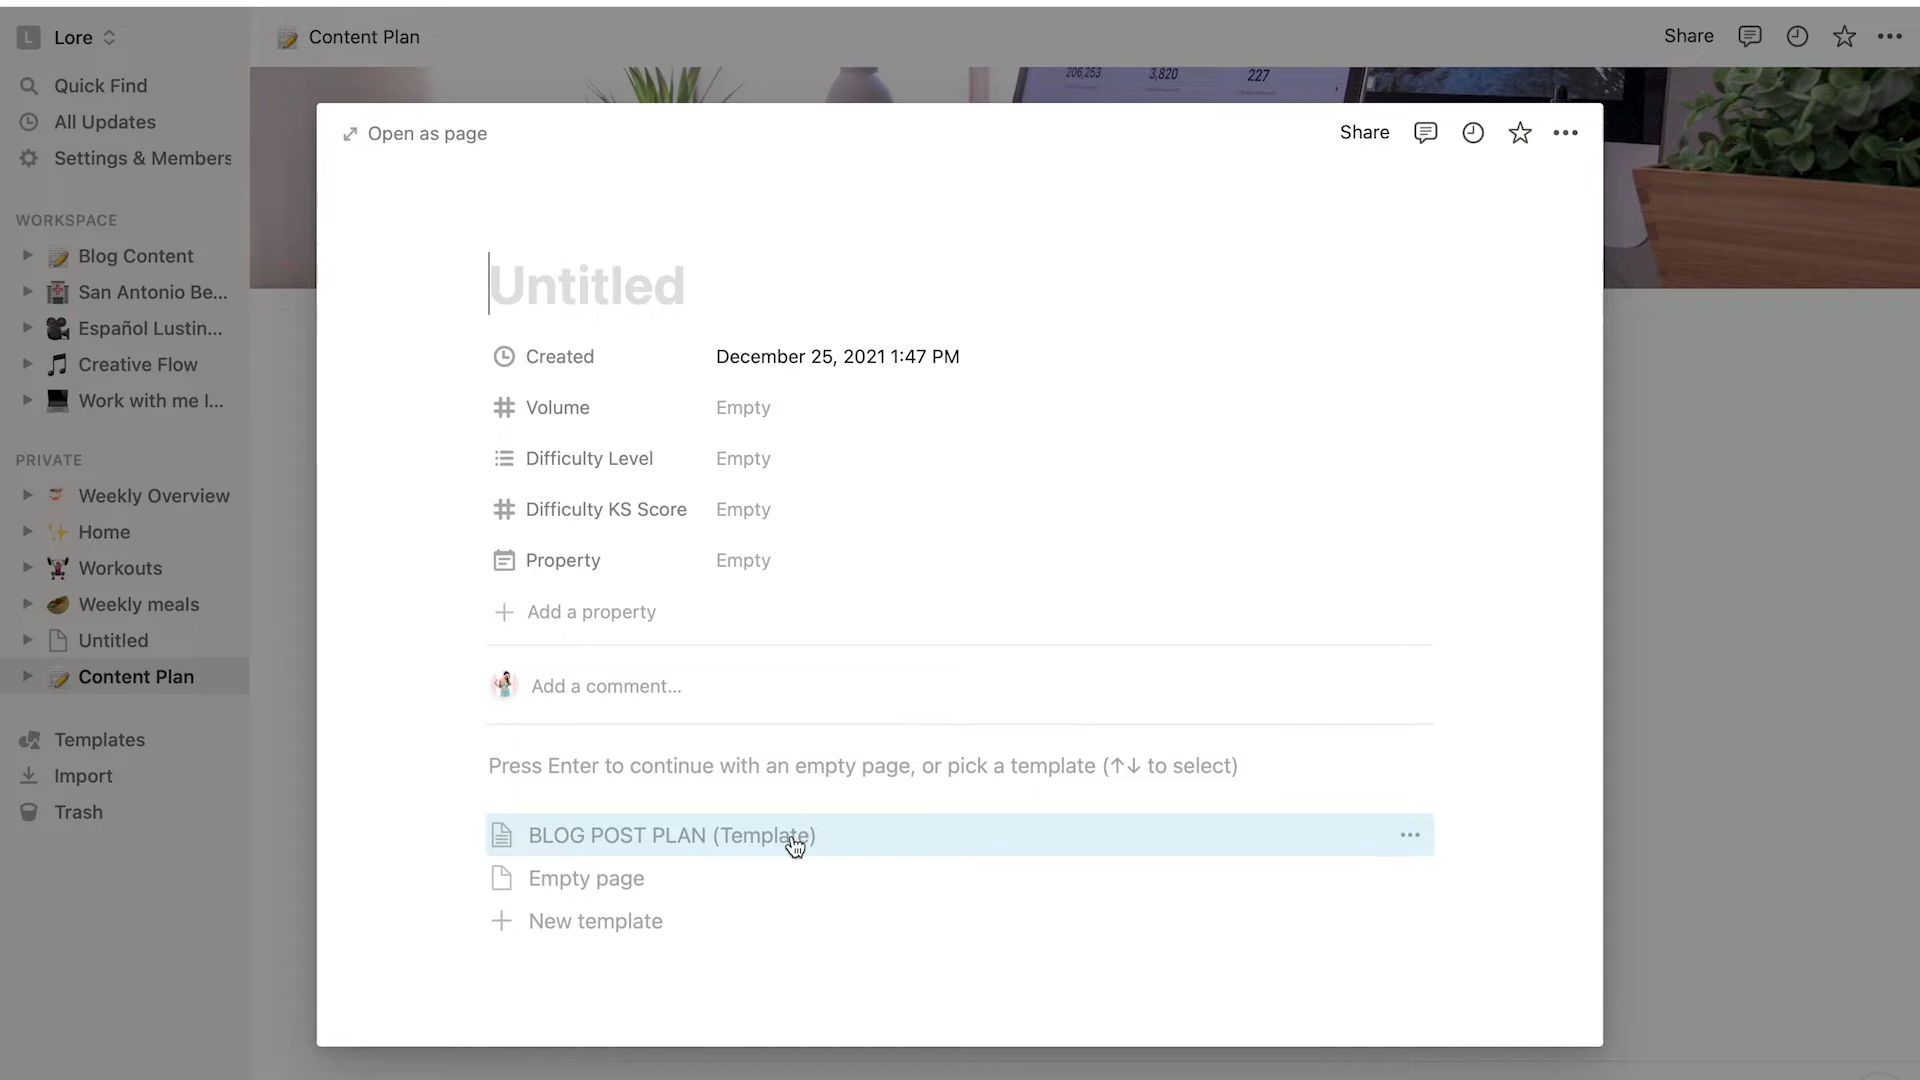 L Lore
Content Plan
Share
Quick Find
All Updates
Settings & Members
WORKSPACE
Blog Content
San Antonio Be...
Español Lustin...
Creative Flow
Work with me I...
PRIVATE
Weekly Overview
Home
Workouts
Weekly meals
Untitled
Content Plan
Templates
Import
Trash
206,253 3,820 227
Open as page
Share
Untitled
Created December 25, 2021 1:47 PM
Volume Empty
Difficulty Level Empty
Difficulty KS Score Empty
Property Empty
Add a property
Add a comment...
Press Enter to continue with an empty page, or pick a template (↑↓ to select)
BLOG POST PLAN (Template)
Empty page
New template